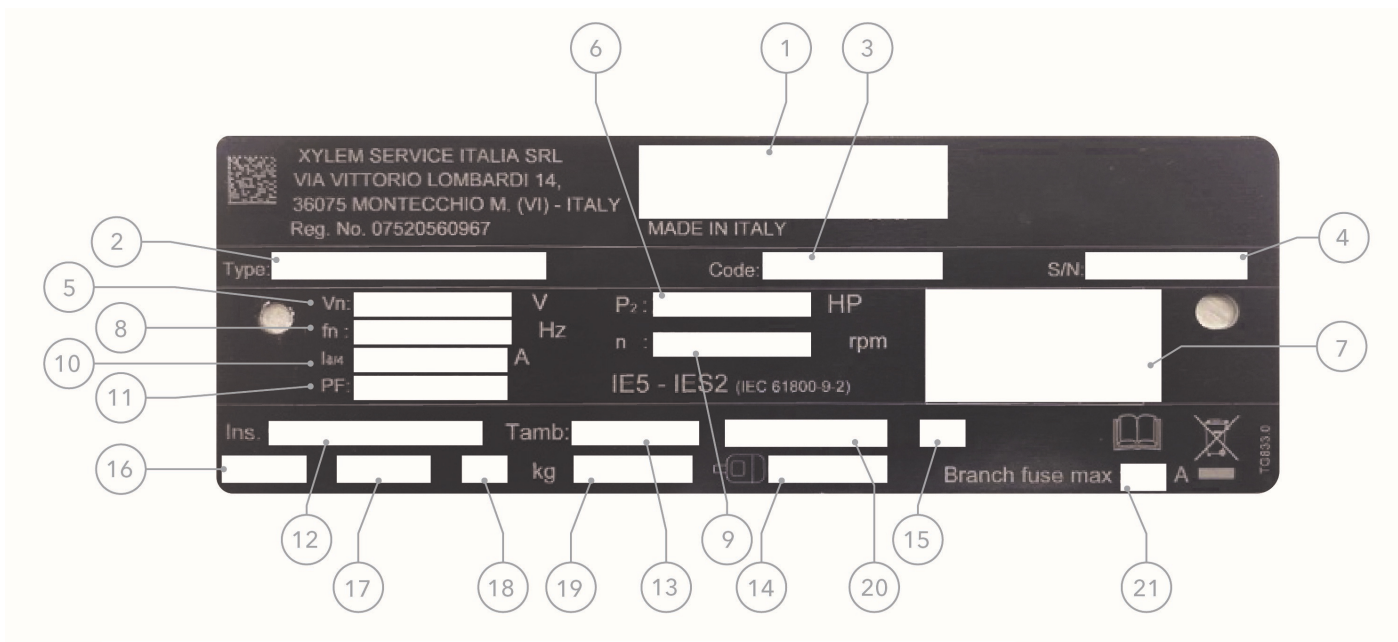 6
1
3
XYLEM SERVICE ITALIA SRL
VIA VITTORIO LOMBARDI 14,
36075 MONTECCHIO M. (VI) - ITALY
Reg. No. 07520560967
MADE IN ITALY
2
4
Type:
Code:
S/N:
5
Vn: V
P2 : HP
8
fn : Hz
n : rpm
7
10
I3/4 A
11
PF:
IE5 - IES2 (IEC 61800-9-2)
Ins.
Tamb:
TG833.0
16
kg
Branch fuse max A
12
9
15
17
18
19
13
14
20
21